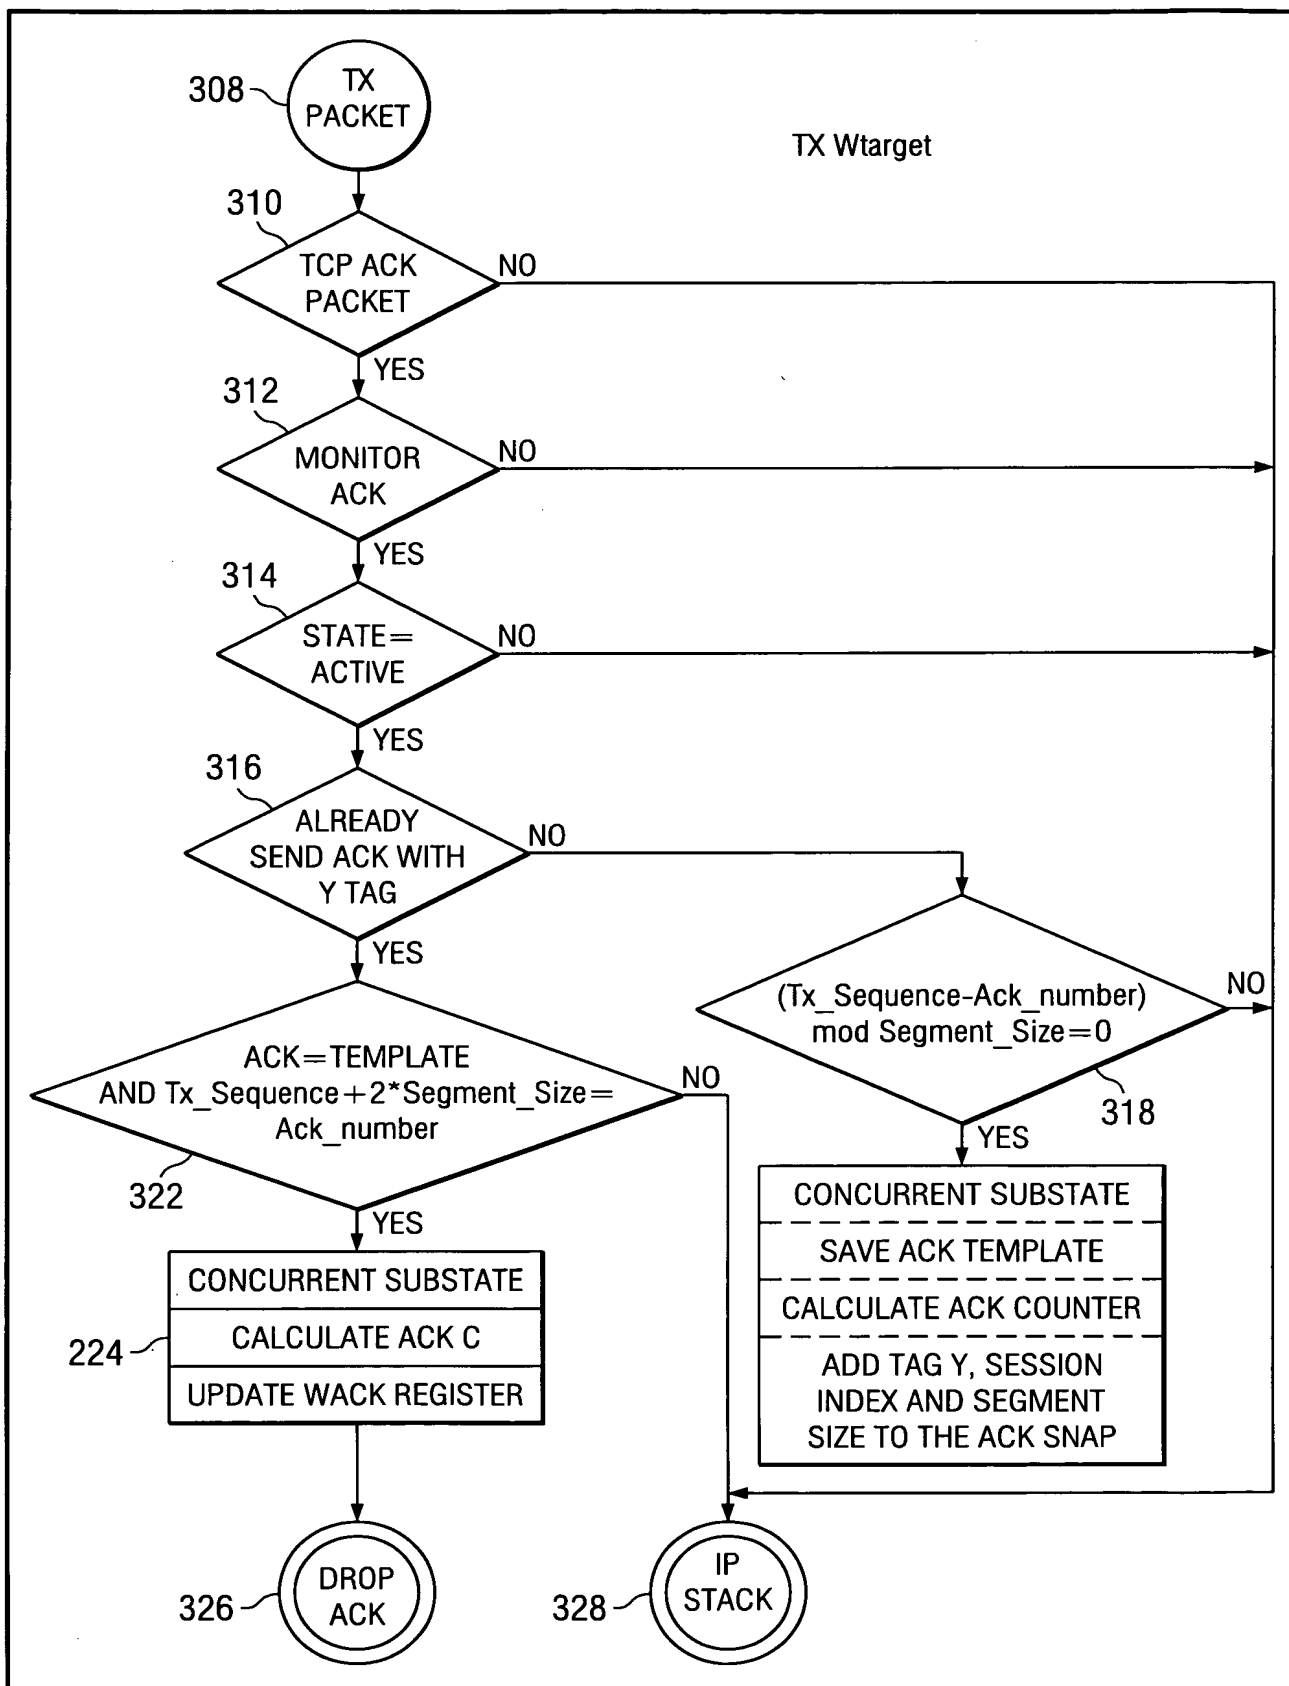 TX
PACKET
308
TX Wtarget
310
TCP ACK
PACKET
NO
YES
312
MONITOR
ACK
NO
YES
314
STATE=
ACTIVE
NO
YES
316
ALREADY
SEND ACK WITH
Y TAG
NO
YES
(Tx_Sequence-Ack_number)
mod Segment_Size=0
NO
318
YES
ACK=TEMPLATE
AND Tx_Sequence+2*Segment_Size=
Ack_number
NO
322
YES
CONCURRENT SUBSTATE
SAVE ACK TEMPLATE
CALCULATE ACK COUNTER
ADD TAG Y, SESSION
INDEX AND SEGMENT
SIZE TO THE ACK SNAP
CONCURRENT SUBSTATE
CALCULATE ACK C
UPDATE WACK REGISTER
224
DROP
ACK
326
IP
STACK
328